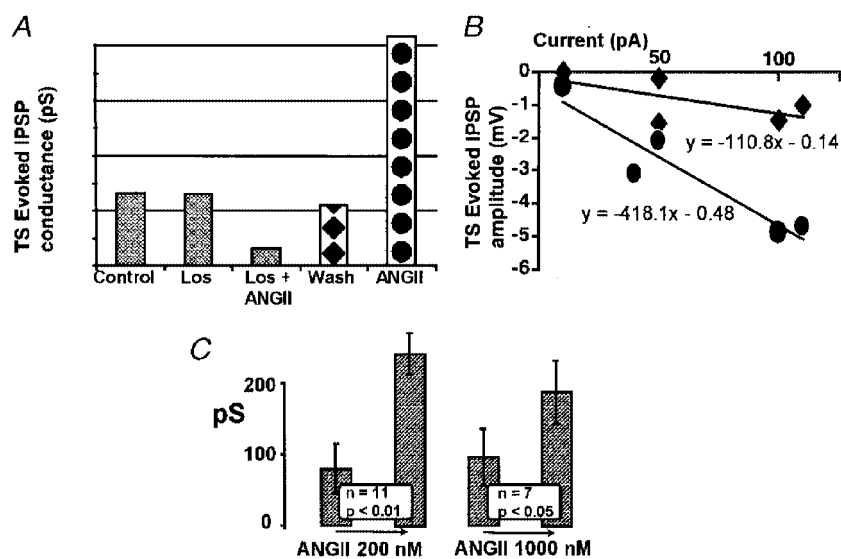 A
TS Evoked IPSP
conductance (pS)
Control
Los
Los +
ANGII
Wash
ANGII
B
Current (pA)
50
100
0
-1
-2
-3
-4
-5
-6
TS Evoked IPSP
amplitude (mV)
y = -110.8x - 0.14
y = -418.1x - 0.48
C
pS
200
100
0
n = 11
p < 0.01
n = 7
p < 0.05
ANGII 200 nM
ANGII 1000 nM